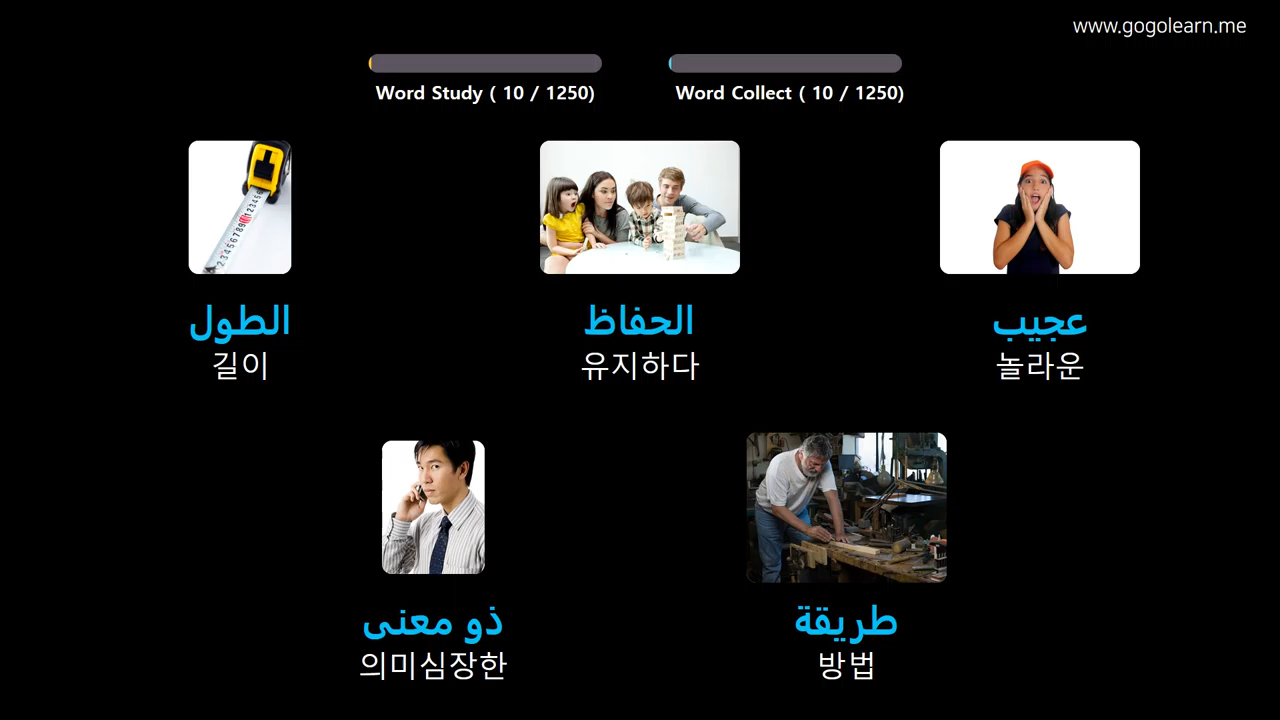 www.gogolearn.me
Word Study ( 10 / 1250)
Word Collect ( 10 / 1250)
الطول
길이
الحفاظ
유지하다
عجيب
놀라운
ذو معنى
의미심장한
طريقة
방법